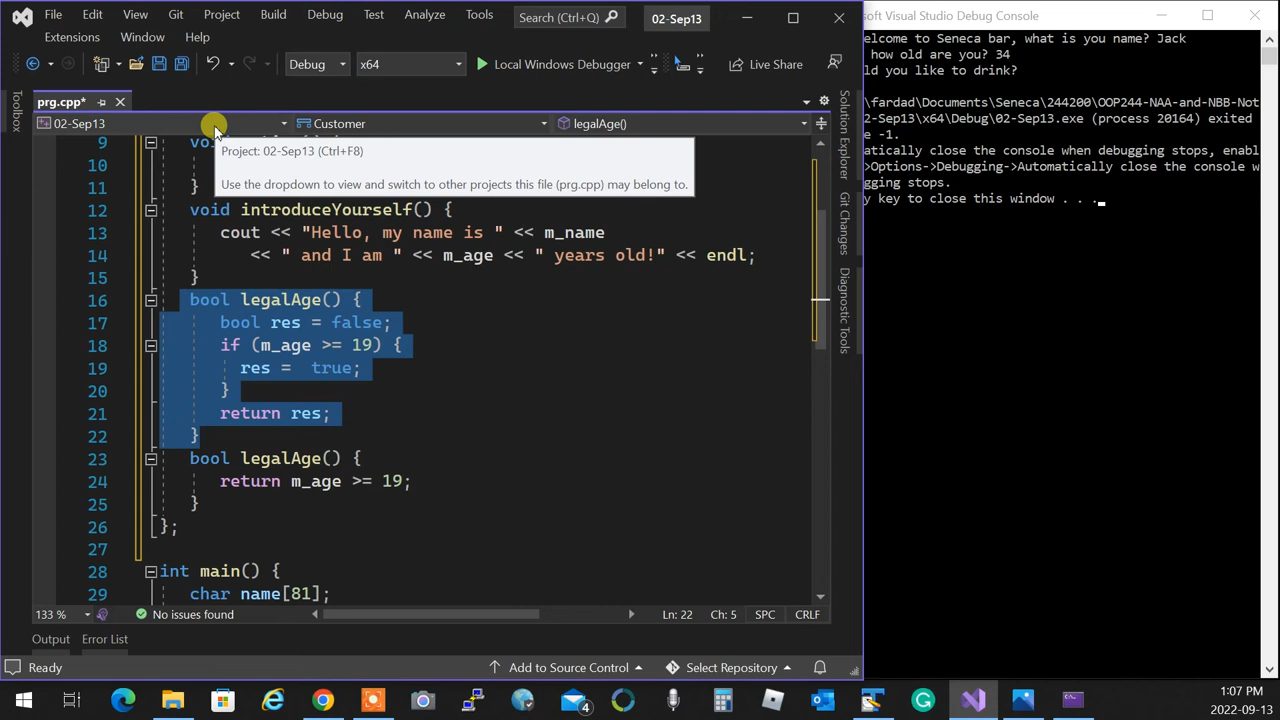 File Edit View Git Project Build Debug Test Analyze Tools Search (Ctrl+Q) 02-Sep13
Extensions Window Help
Debug x64 Local Windows Debugger Live Share
prg.cpp*
02-Sep13 Customer legalAge()
Project: 02-Sep13 (Ctrl+F8)
Use the dropdown to view and switch to other projects this file (prg.cpp) may belong to.
Toolbox
9
10
11 }
12 void introduceYourself() {
13 cout << "Hello, my name is " << m_name
14 << " and I am " << m_age << " years old!" << endl;
15 }
16 bool legalAge() {
17 bool res = false;
18 if (m_age >= 19) {
19 res =  true;
20 }
21 return res;
22 }
23 bool legalAge() {
24 return m_age >= 19;
25 }
26 };
27
28 int main() {
29 char name[81];
Solution Explorer
Git Changes
Diagnostic Tools
133 % No issues found Ln: 22 Ch: 5 SPC CRLF
Output Error List
Ready Add to Source Control Select Repository
soft Visual Studio Debug Console
elcome to Seneca bar, what is you name? Jack
how old are you? 34
ld you like to drink?
\fardad\Documents\Seneca\244200\OOP244-NAA-and-NBB-Not
02-Sep13\x64\Debug\02-Sep13.exe (process 20164) exited
e -1.
atically close the console when debugging stops, enabl
>Options->Debugging->Automatically close the console w
gging stops.
y key to close this window . . .
4
1:07 PM
2022-09-13